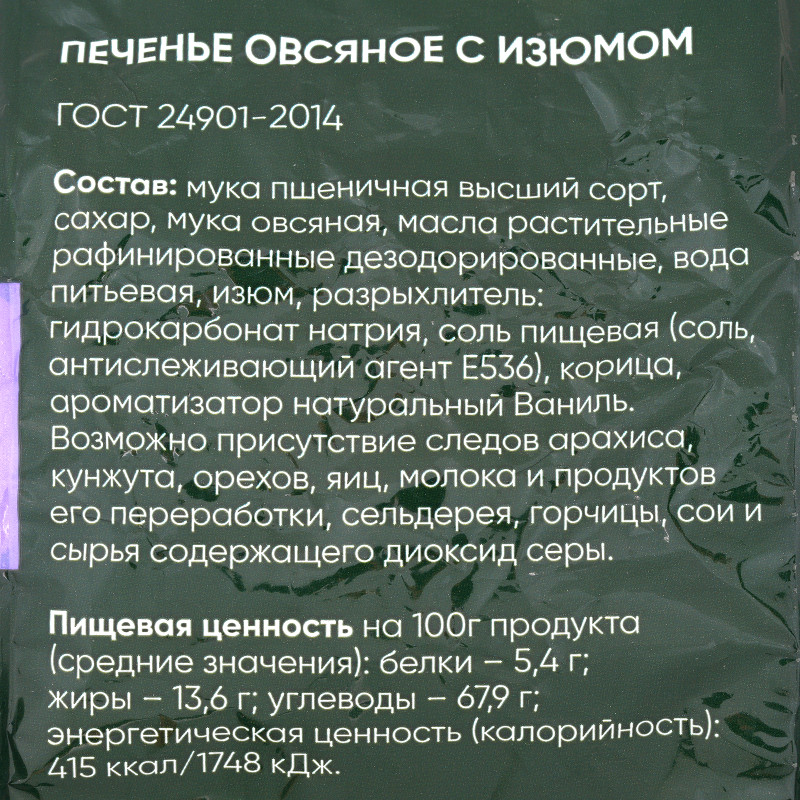 ПЕЧЕНЬЕ ОВСЯНОЕ С ИЗЮМОМ
ГОСТ 24901-2014
Состав: мука пшеничная высший сорт,
сахар, мука овсяная, масла растительные
рафинированные дезодорированные, вода
питьевая, изюм, разрыхлитель:
гидрокарбонат натрия, соль пищевая (соль,
антислеживающий агент Е536), корица,
ароматизатор натуральный Ваниль.
Возможно присутствие следов арахиса,
кунжута, орехов, яиц, молока и продуктов
его переработки, сельдерея, горчицы, сои и
сырья содержащего диоксид серы.
Пищевая ценность на 100г продукта
(средние значения): белки – 5,4 г;
жиры – 13,6 г; углеводы – 67,9 г;
энергетическая ценность (калорийность):
415 ккал/1748 кДж.